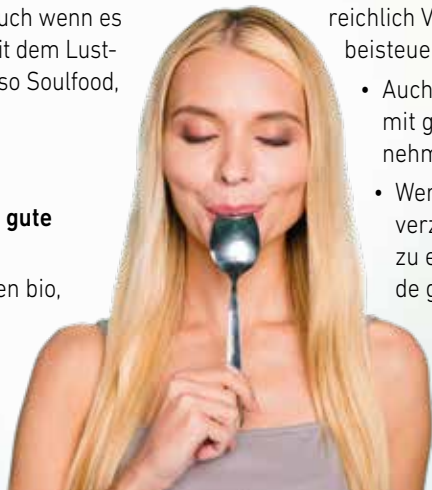 uch wenn es
it dem Lust-
so Soulfood,
gute
en bio,
reichlich V
beisteue
• Auch
mit g
nehm
• Wer
verz
zu e
de g